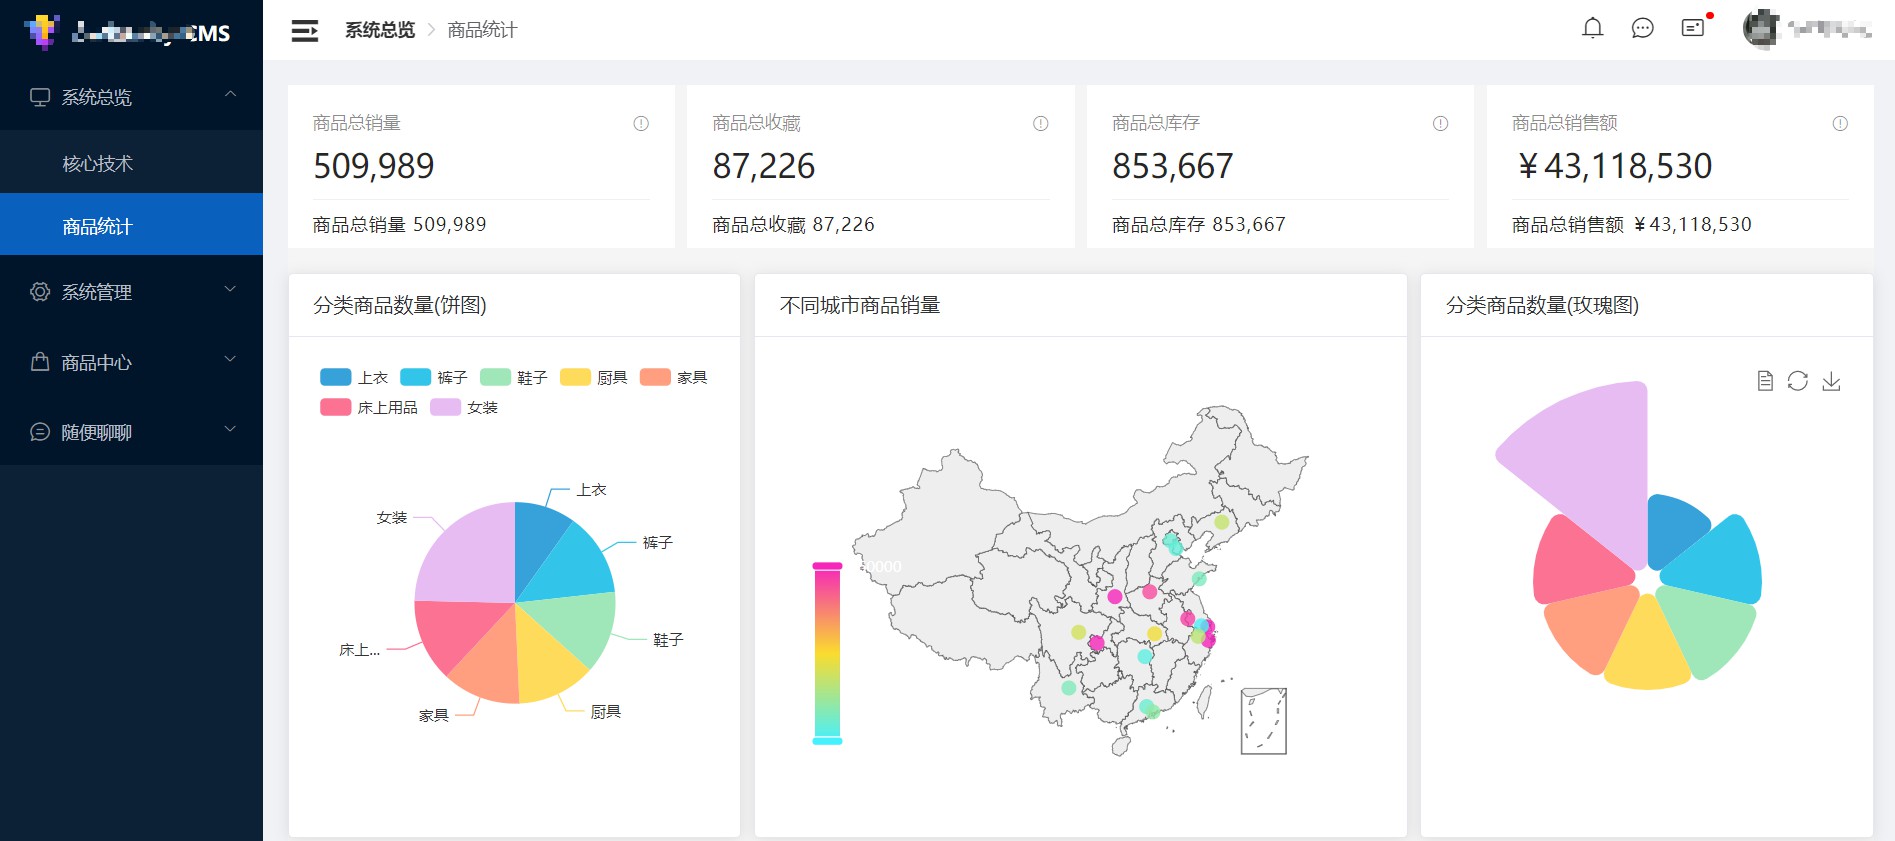 CMS
系统总览
核心技术
商品统计
系统管理
商品中心
随便聊聊
系统总览 > 商品统计
商品总销量
509,989
商品总销量 509,989
商品总收藏
87,226
商品总收藏 87,226
商品总库存
853,667
商品总库存 853,667
商品总销售额
¥43,118,530
商品总销售额 ¥43,118,530
分类商品数量(饼图)
上衣 裤子 鞋子 厨具 家具
床上用品 女装
上衣
女装
裤子
鞋子
床上...
厨具
家具
不同城市商品销量
分类商品数量(玫瑰图)